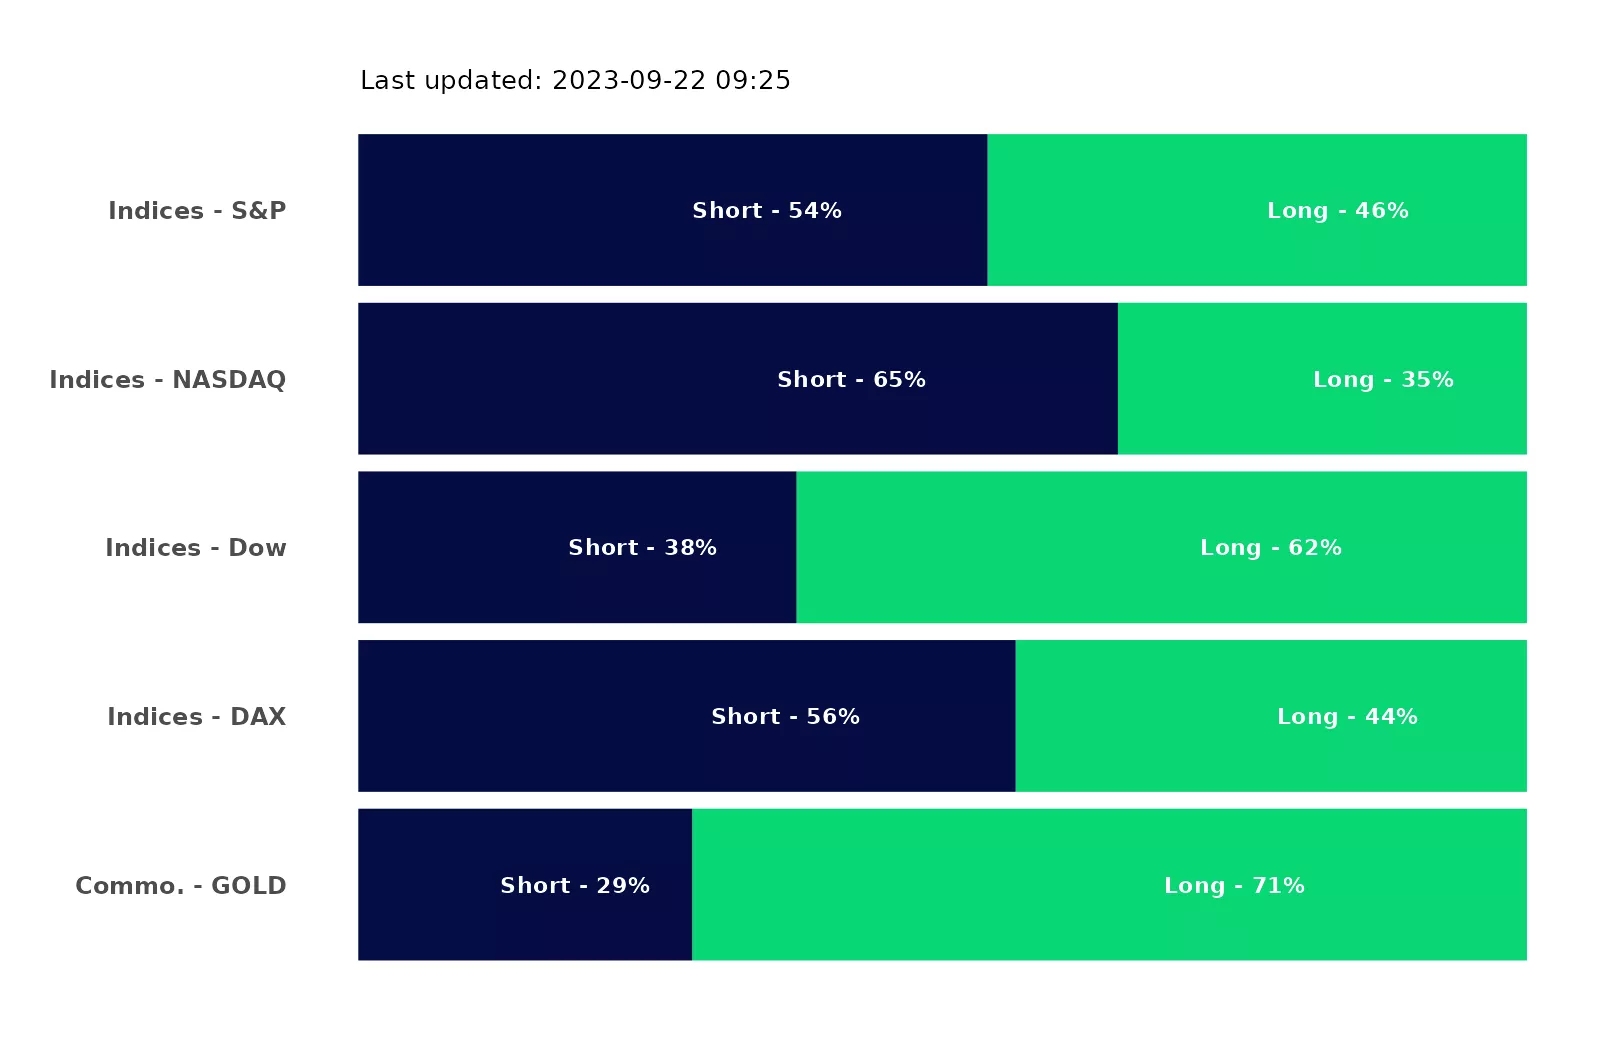 Last updated: 2023-09-22 09:25
Indices - S&P Short - 54% Long - 46%
Indices - NASDAQ Short - 65% Long - 35%
Indices - Dow Short - 38% Long - 62%
Indices - DAX Short - 56% Long - 44%
Commo. - GOLD Short - 29% Long - 71%